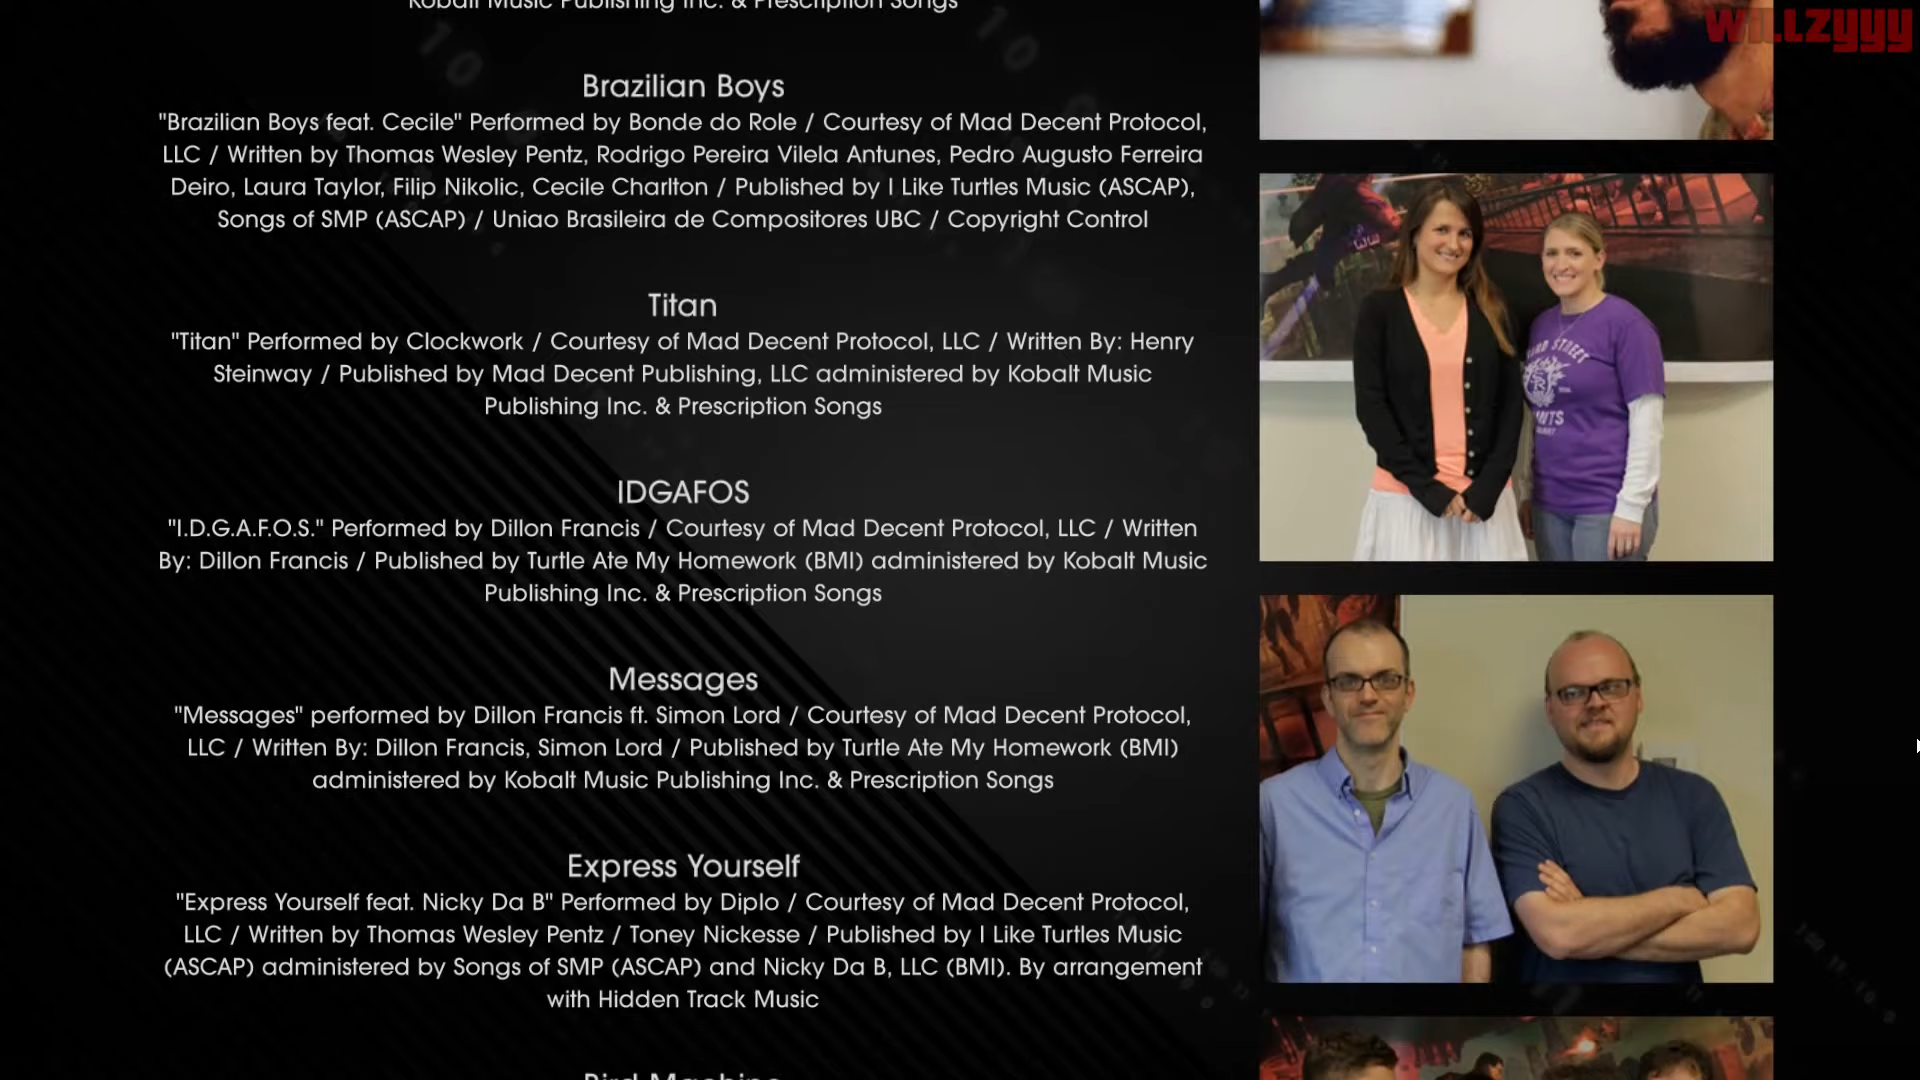 Kobalt Music Publishing Inc. & Prescription Songs
WiLLZyyy
Brazilian Boys
"Brazilian Boys feat. Cecile" Performed by Bonde do Role / Courtesy of Mad Decent Protocol,
LLC / Written by Thomas Wesley Pentz, Rodrigo Pereira Vilela Antunes, Pedro Augusto Ferreira
Deiro, Laura Taylor, Filip Nikolic, Cecile Charlton / Published by I Like Turtles Music (ASCAP),
Songs of SMP (ASCAP) / Uniao Brasileira de Compositores UBC / Copyright Control
Titan
"Titan" Performed by Clockwork / Courtesy of Mad Decent Protocol, LLC / Written By: Henry
Steinway / Published by Mad Decent Publishing, LLC administered by Kobalt Music
Publishing Inc. & Prescription Songs
IDGAFOS
"I.D.G.A.F.O.S." Performed by Dillon Francis / Courtesy of Mad Decent Protocol, LLC / Written
By: Dillon Francis / Published by Turtle Ate My Homework (BMI) administered by Kobalt Music
Publishing Inc. & Prescription Songs
Messages
"Messages" performed by Dillon Francis ft. Simon Lord / Courtesy of Mad Decent Protocol,
LLC / Written By: Dillon Francis, Simon Lord / Published by Turtle Ate My Homework (BMI)
administered by Kobalt Music Publishing Inc. & Prescription Songs
Express Yourself
"Express Yourself feat. Nicky Da B" Performed by Diplo / Courtesy of Mad Decent Protocol,
LLC / Written by Thomas Wesley Pentz / Toney Nickesse / Published by I Like Turtles Music
(ASCAP) administered by Songs of SMP (ASCAP) and Nicky Da B, LLC (BMI). By arrangement
with Hidden Track Music
Bird Machine